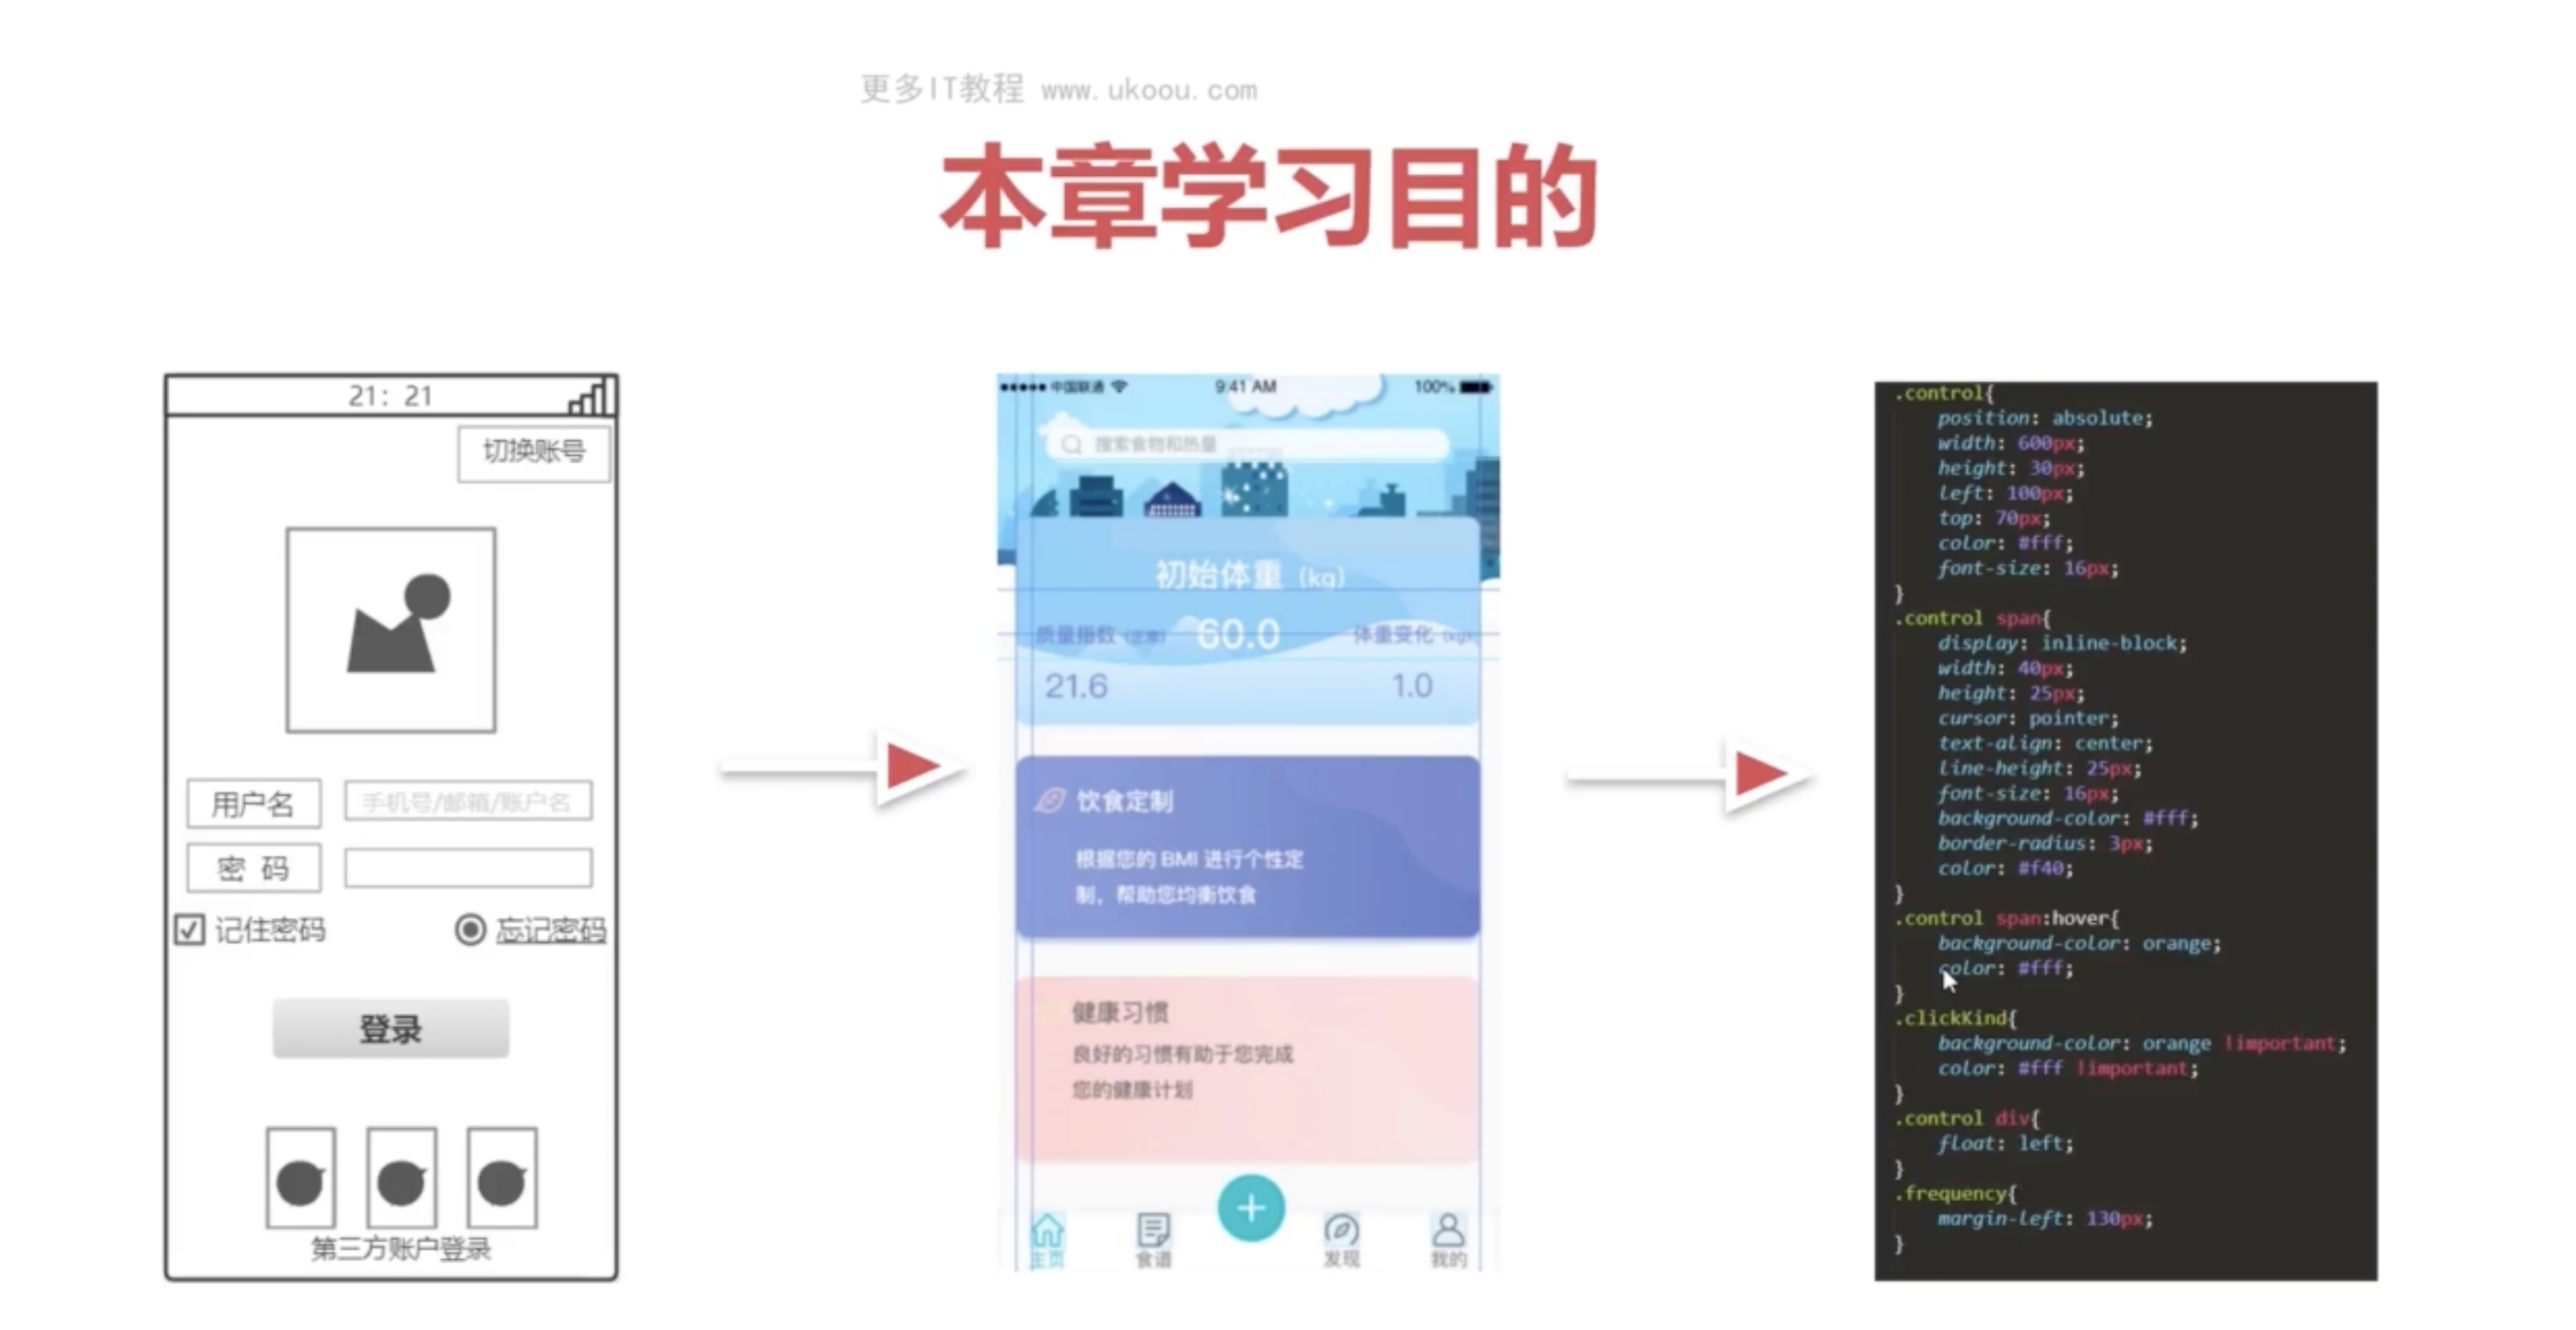 更多IT教程 www.ukoou.com
本章学习目的
21：21
切换账号
用户名
手机号/邮箱/账户名
密 码
记住密码
忘记密码
登录
第三方账户登录
中国联通
9:41 AM
100%
搜索食物和热量
初始体重（kg）
质量指数（正常）
60.0
体重变化（kg）
21.6
1.0
饮食定制
根据您的 BMI 进行个性定
制，帮助您均衡饮食
健康习惯
良好的习惯有助于您完成
您的健康计划
+
主页
食谱
发现
我的
.control{
position: absolute;
width: 600px;
height: 30px;
left: 100px;
top: 70px;
color: #fff;
font-size: 16px;
}
.control span{
display: inline-block;
width: 40px;
height: 25px;
cursor: pointer;
text-align: center;
line-height: 25px;
font-size: 16px;
background-color: #fff;
border-radius: 3px;
color: #f40;
}
.control span:hover{
background-color: orange;
color: #fff;
}
.clickKind{
background-color: orange !important;
color: #fff !important;
}
.control div{
float: left;
}
.frequency{
margin-left: 130px;
}